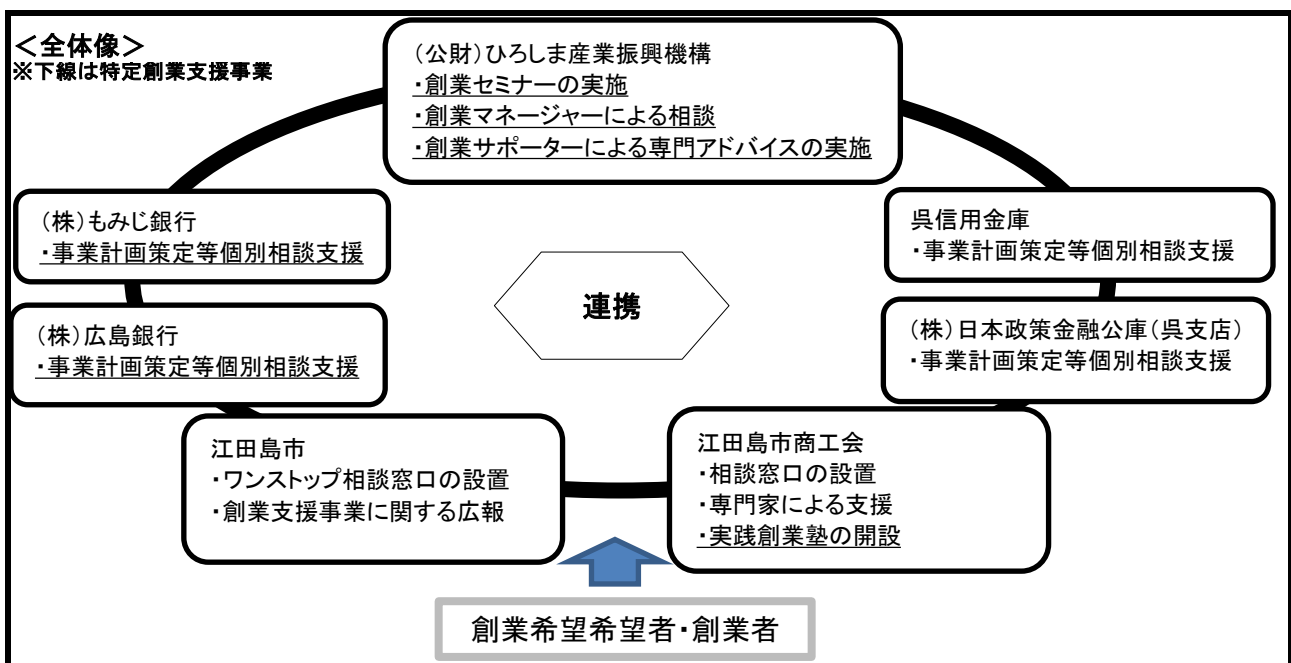 ＜全体像＞
※下線は特定創業支援事業
（公財）ひろしま産業振興機構
・創業セミナーの実施
・創業マネージャーによる相談
・創業サポーターによる専門アドバイスの実施
（株）もみじ銀行
・事業計画策定等個別相談支援
呉信用金庫
・事業計画策定等個別相談支援
連携
（株）広島銀行
・事業計画策定等個別相談支援
（株）日本政策金融公庫（呉支店）
・事業計画策定等個別相談支援
江田島市
・ワンストップ相談窓口の設置
・創業支援事業に関する広報
江田島市商工会
・相談窓口の設置
・専門家による支援
・実践創業塾の開設
創業希望希望者・創業者